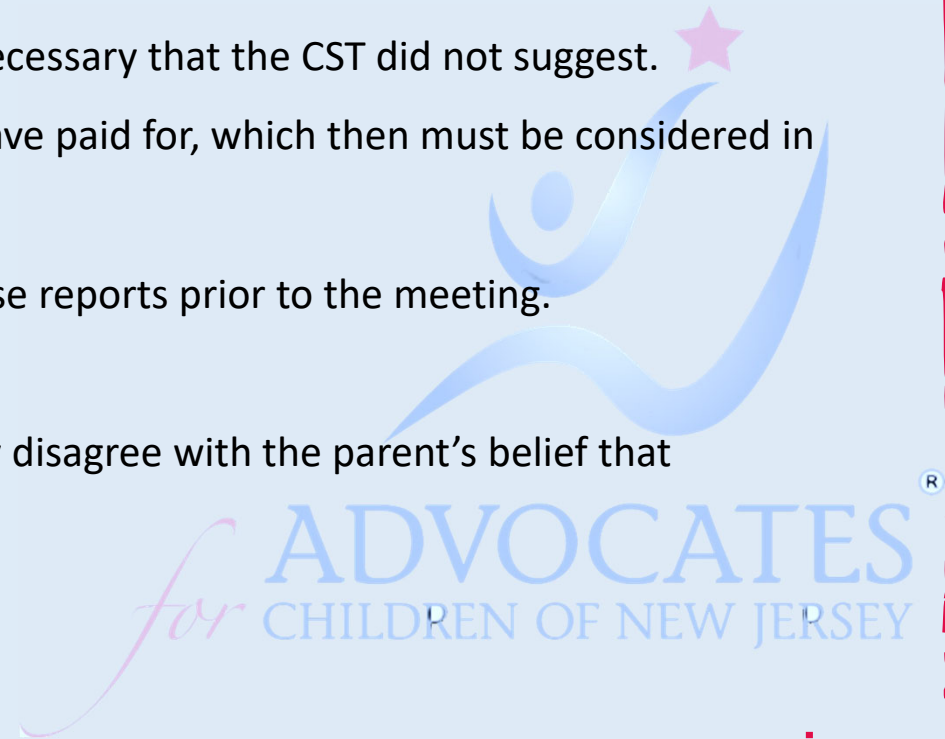 ecessary that the CST did not suggest.
ave paid for, which then must be considered in
se reports prior to the meeting.
disagree with the parent's belief that
®
ADVOCATES
for CHILDREN OF NEW JERSEY